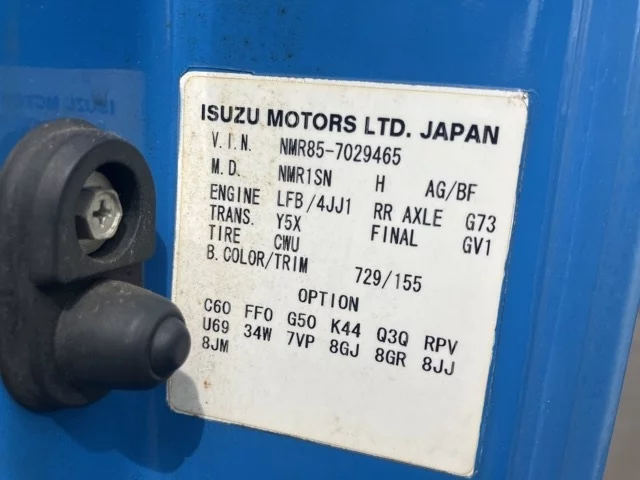 ISUZU MOTORS LTD. JAPAN
V.I.N. NMR85-7029465
M.D. NMR1SN H AG/BF
ENGINE LFB/4JJ1 RR AXLE G73
TRANS. Y5X FINAL GV1
TIRE CWU
B.COLOR/TRIM 729/155
OPTION
C60 FF0 G50 K44 Q3Q RPV
U69 34W 7VP 8GJ 8GR 8JJ
8JM